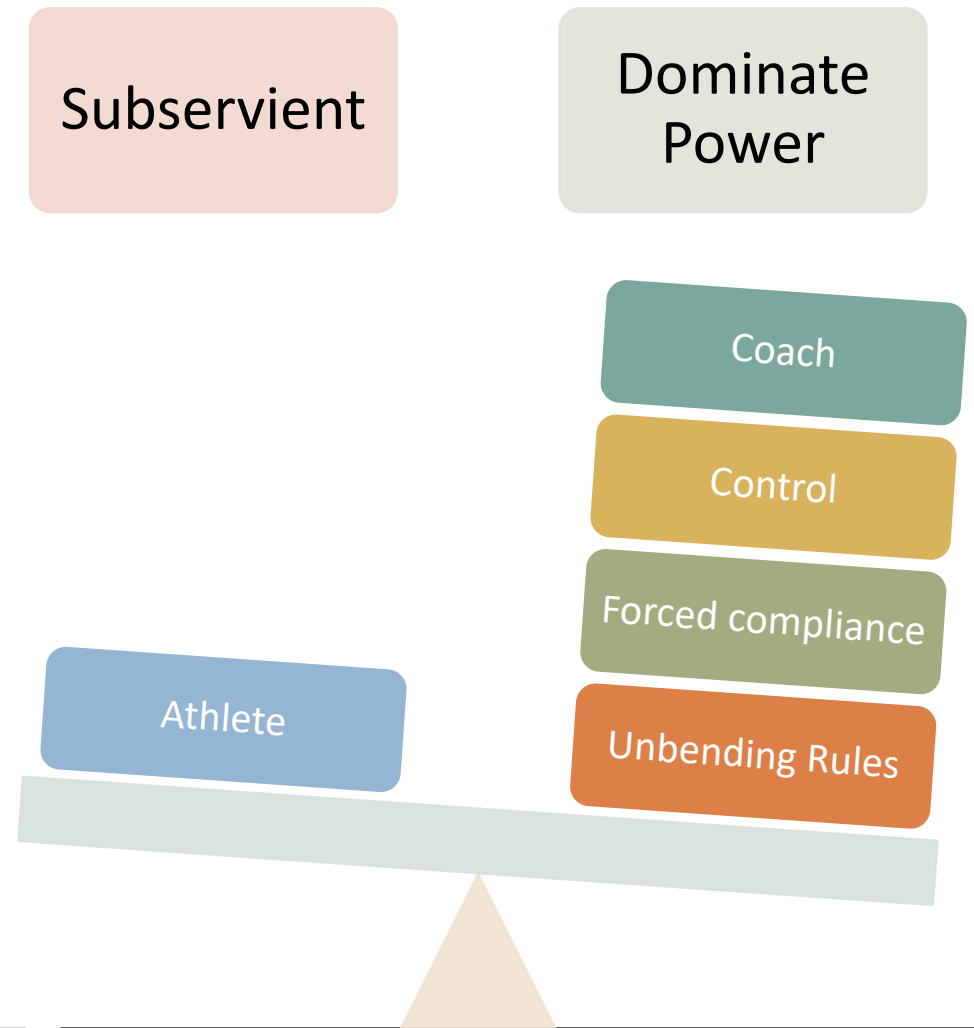 Subservient
Dominate
Power
Coach
Control
Forced compliance
Athlete
Unbending Rules